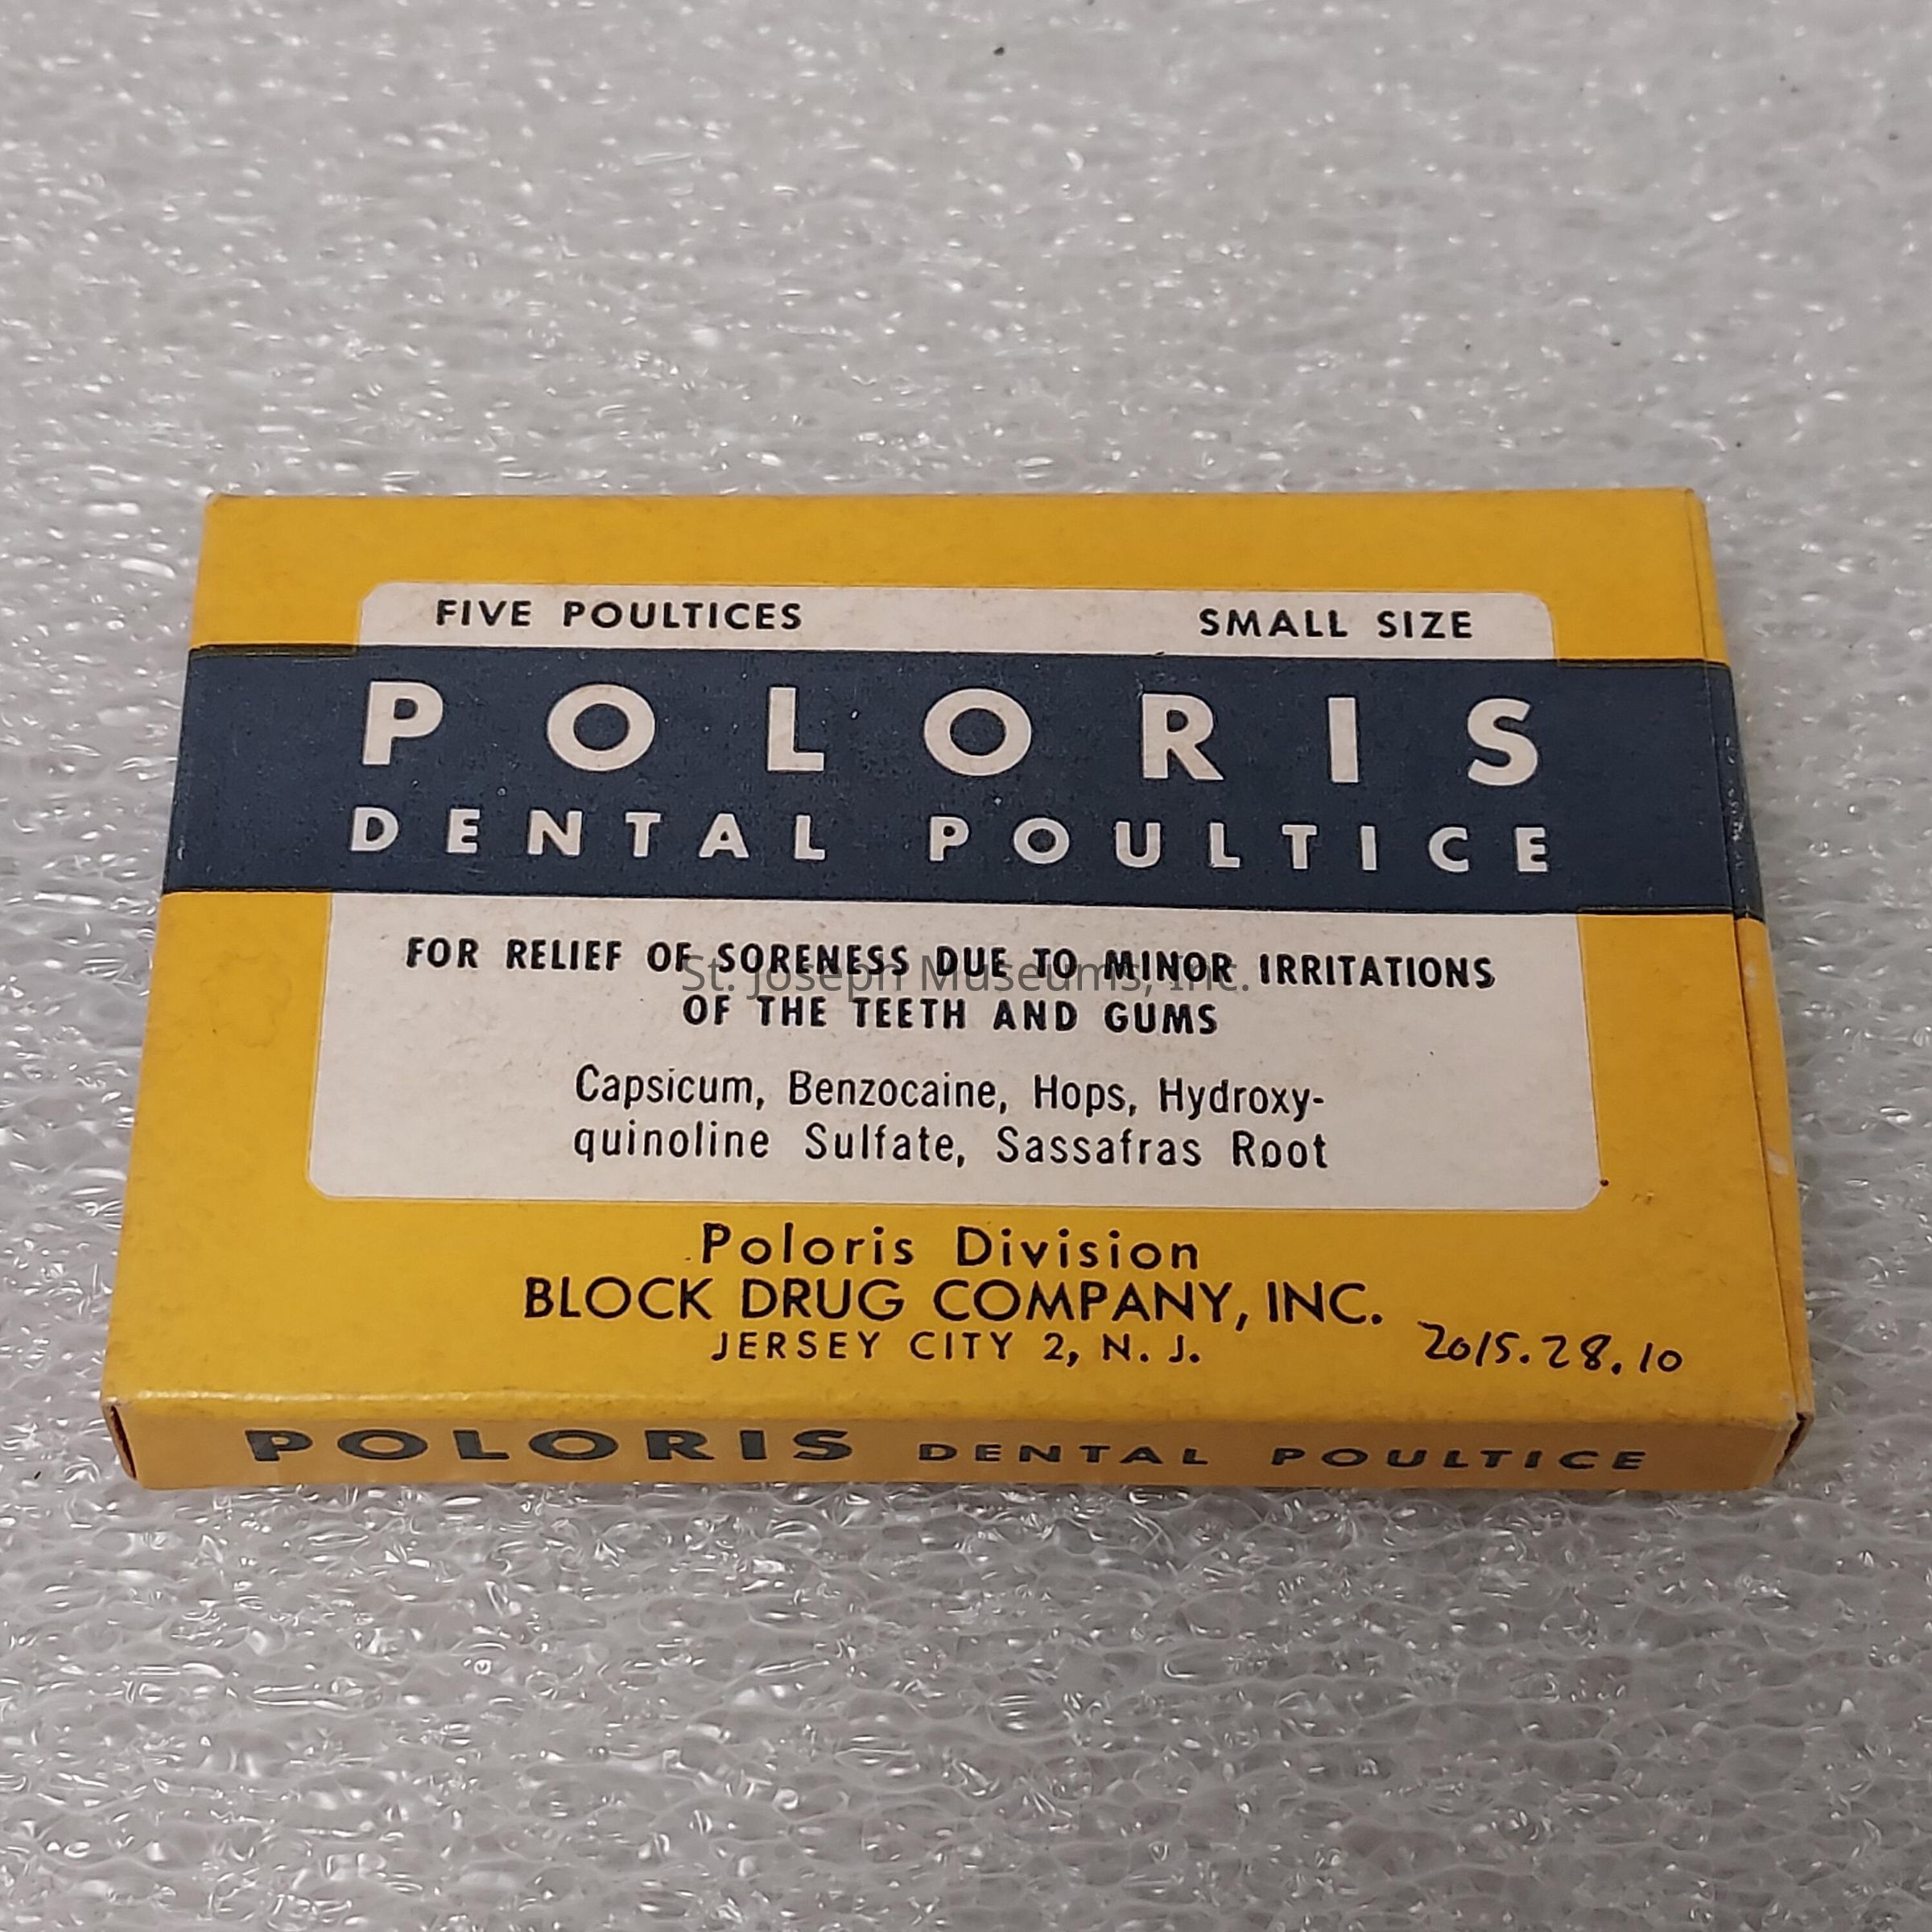 FIVE POULTICES SMALL SIZE
POLORIS
DENTAL POULTICE
FOR RELIEF OF SORENESS DUE TO MINOR IRRITATIONS
St. Joseph Museums, Inc.
OF THE TEETH AND GUMS
Capsicum, Benzocaine, Hops, Hydroxy-
quinoline Sulfate, Sassafras Root
Poloris Division
BLOCK DRUG COMPANY, INC.
JERSEY CITY 2, N. J.
2015.28.10
POLORIS DENTAL POULTICE